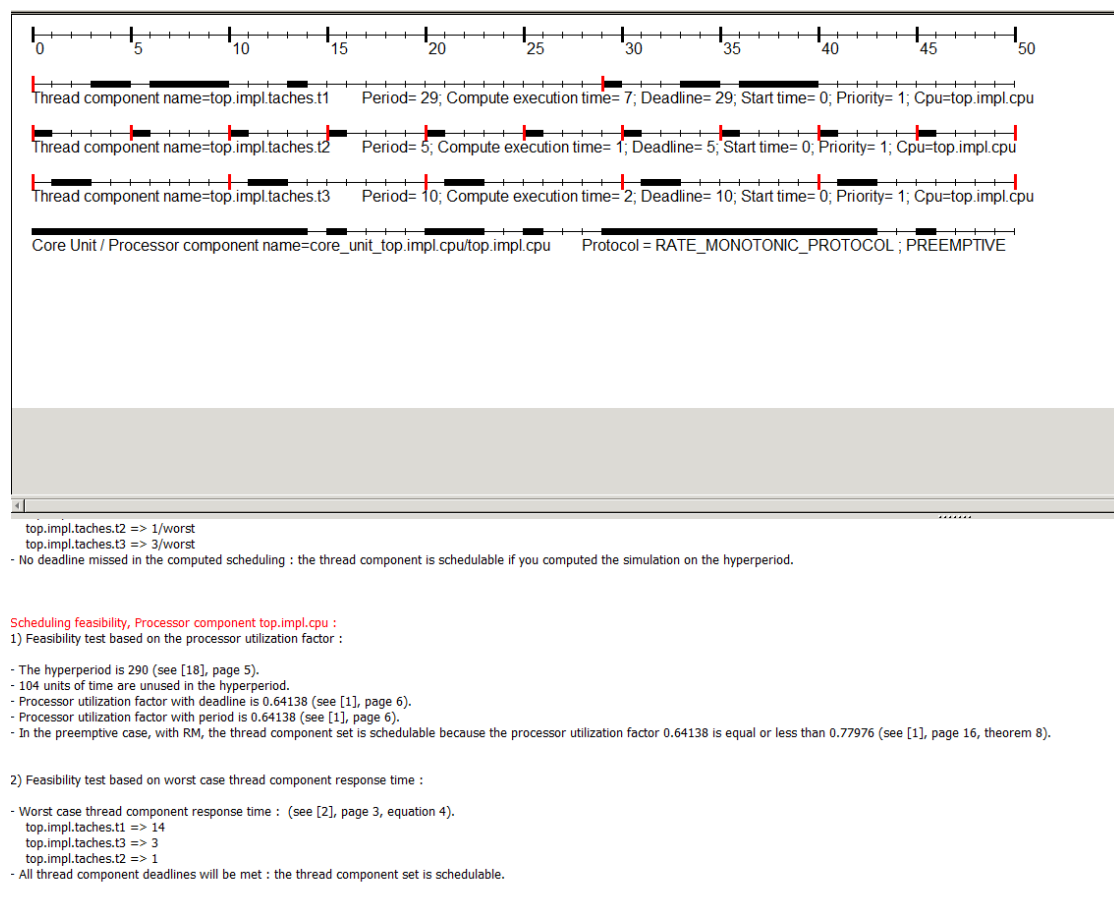 0 5 10 15 20 25 30 35 40 45 50
Thread component name=top.impl.taches.t1 Period= 29; Compute execution time= 7; Deadline= 29; Start time= 0; Priority= 1; Cpu=top.impl.cpu
Thread component name=top.impl.taches.t2 Period= 5; Compute execution time= 1; Deadline= 5; Start time= 0; Priority= 1; Cpu=top.impl.cpu
Thread component name=top.impl.taches.t3 Period= 10; Compute execution time= 2; Deadline= 10; Start time= 0; Priority= 1; Cpu=top.impl.cpu
Core Unit / Processor component name=core_unit_top.impl.cpu/top.impl.cpu Protocol = RATE_MONOTONIC_PROTOCOL ; PREEMPTIVE
top.impl.taches.t2 => 1/worst
top.impl.taches.t3 => 3/worst
- No deadline missed in the computed scheduling : the thread component is schedulable if you computed the simulation on the hyperperiod.
Scheduling feasibility, Processor component top.impl.cpu :
1) Feasibility test based on the processor utilization factor :
- The hyperperiod is 290 (see [18], page 5).
- 104 units of time are unused in the hyperperiod.
- Processor utilization factor with deadline is 0.64138 (see [1], page 6).
- Processor utilization factor with period is 0.64138 (see [1], page 6).
- In the preemptive case, with RM, the thread component set is schedulable because the processor utilization factor 0.64138 is equal or less than 0.77976 (see [1], page 16, theorem 8).
2) Feasibility test based on worst case thread component response time :
- Worst case thread component response time : (see [2], page 3, equation 4).
top.impl.taches.t1 => 14
top.impl.taches.t3 => 3
top.impl.taches.t2 => 1
- All thread component deadlines will be met : the thread component set is schedulable.